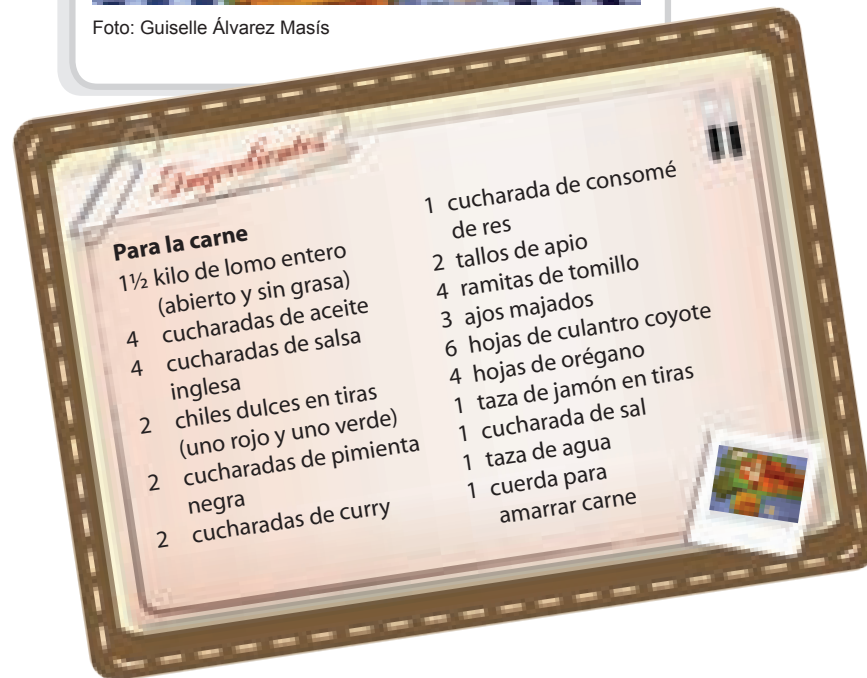 Foto: Guiselle Álvarez Masís
Ingredientes
Para la carne
1½ kilo de lomo entero
(abierto y sin grasa)
4 cucharadas de aceite
4 cucharadas de salsa
inglesa
2 chiles dulces en tiras
(uno rojo y uno verde)
2 cucharadas de pimienta
negra
2 cucharadas de curry
1 cucharada de consomé
de res
2 tallos de apio
4 ramitas de tomillo
3 ajos majados
6 hojas de culantro coyote
4 hojas de orégano
1 taza de jamón en tiras
1 cucharada de sal
1 taza de agua
1 cuerda para
amarrar carne